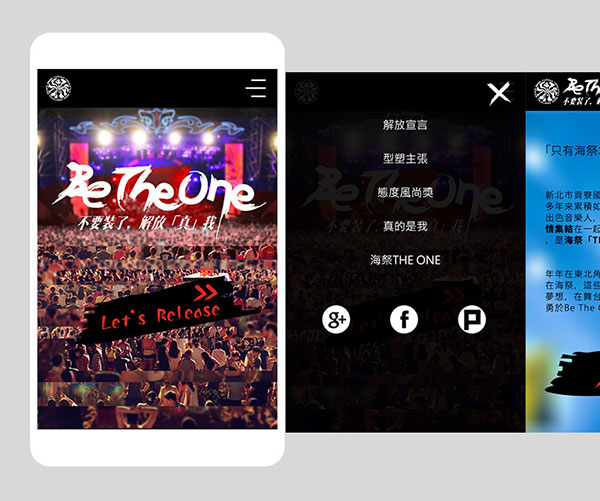 Be The One
不要裝了，解放「真」我
Let's Release
解放宣言
型塑主張
態度風尚獎
真的是我
海祭THE ONE
g+
f
Be The One
不要裝了，解
「只有海祭
新北市貢寮國
多年來累積如
出色音樂人，
情集結在一起
，是海祭「TH
年年在東北角
在海祭，這些
夢想，在舞台
勇於Be The O